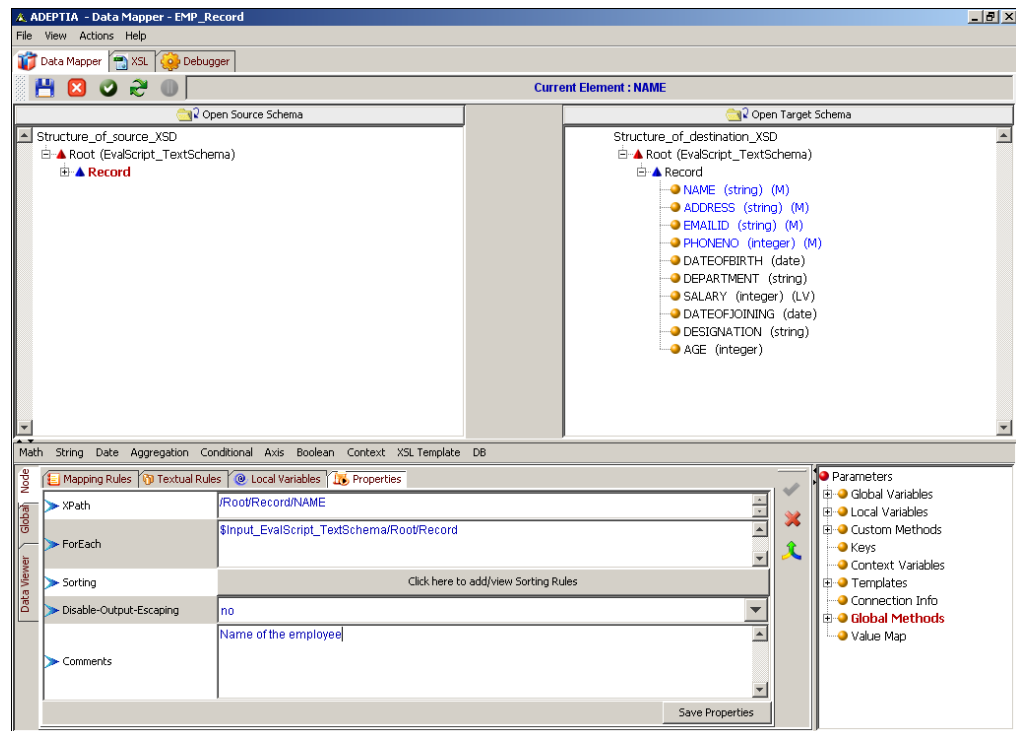 ADEPTIA - Data Mapper - EMP_Record
File View Actions Help
Data Mapper XSL Debugger
Current Element : NAME
Open Source Schema
Open Target Schema
Structure_of_source_XSD
Root (EvalScript_TextSchema)
Record
Structure_of_destination_XSD
Root (EvalScript_TextSchema)
Record
NAME (string) (M)
ADDRESS (string) (M)
EMAILID (string) (M)
PHONENO (integer) (M)
DATEOFBIRTH (date)
DEPARTMENT (string)
SALARY (integer) (LV)
DATEOFJOINING (date)
DESIGNATION (string)
AGE (integer)
Math String Date Aggregation Conditional Axis Boolean Context XSL Template DB
Node
Global
Data Viewer
Mapping Rules Textual Rules Local Variables Properties
XPath /Root/Record/NAME
ForEach $Input_EvalScript_TextSchema/Root/Record
Sorting Click here to add/view Sorting Rules
Disable-Output-Escaping no
Comments Name of the employee
Save Properties
Parameters
Global Variables
Local Variables
Custom Methods
Keys
Context Variables
Templates
Connection Info
Global Methods
Value Map